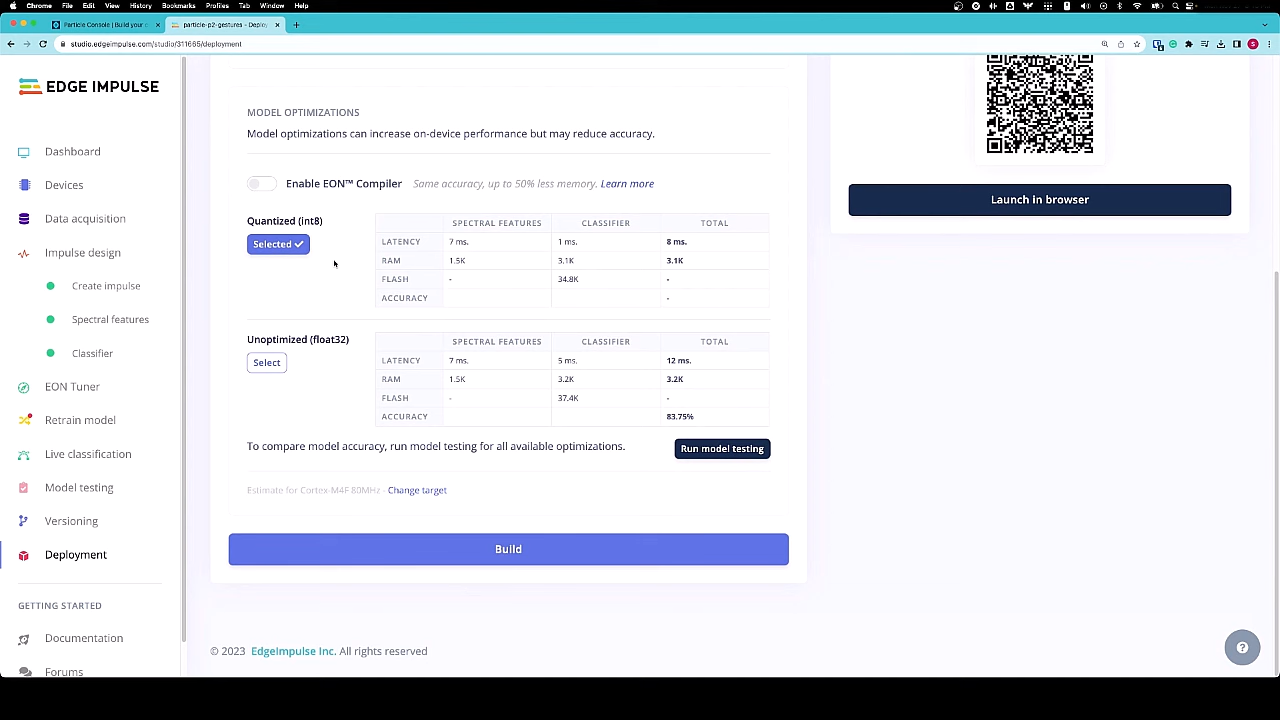 Chrome File Edit View History Bookmarks Profiles Tab Window Help
Particle Console | Build your
particle-p2-gestures - Deplo
studio.edgeimpulse.com/studio/311665/deployment
S
EDGE IMPULSE
Dashboard
Devices
Data acquisition
Impulse design
Create impulse
Spectral features
Classifier
EON Tuner
Retrain model
Live classification
Model testing
Versioning
Deployment
GETTING STARTED
Documentation
Forums
MODEL OPTIMIZATIONS
Model optimizations can increase on-device performance but may reduce accuracy.
Enable EON™ Compiler Same accuracy, up to 50% less memory. Learn more
Quantized (int8)
Selected ✓
SPECTRAL FEATURES CLASSIFIER TOTAL
LATENCY 7 ms. 1 ms. 8 ms.
RAM 1.5K 3.1K 3.1K
FLASH - 34.8K -
ACCURACY -
Unoptimized (float32)
Select
SPECTRAL FEATURES CLASSIFIER TOTAL
LATENCY 7 ms. 5 ms. 12 ms.
RAM 1.5K 3.2K 3.2K
FLASH - 37.4K -
ACCURACY 83.75%
To compare model accuracy, run model testing for all available optimizations.
Run model testing
Estimate for Cortex-M4F 80MHz - Change target
Build
Launch in browser
© 2023 EdgeImpulse Inc. All rights reserved
?